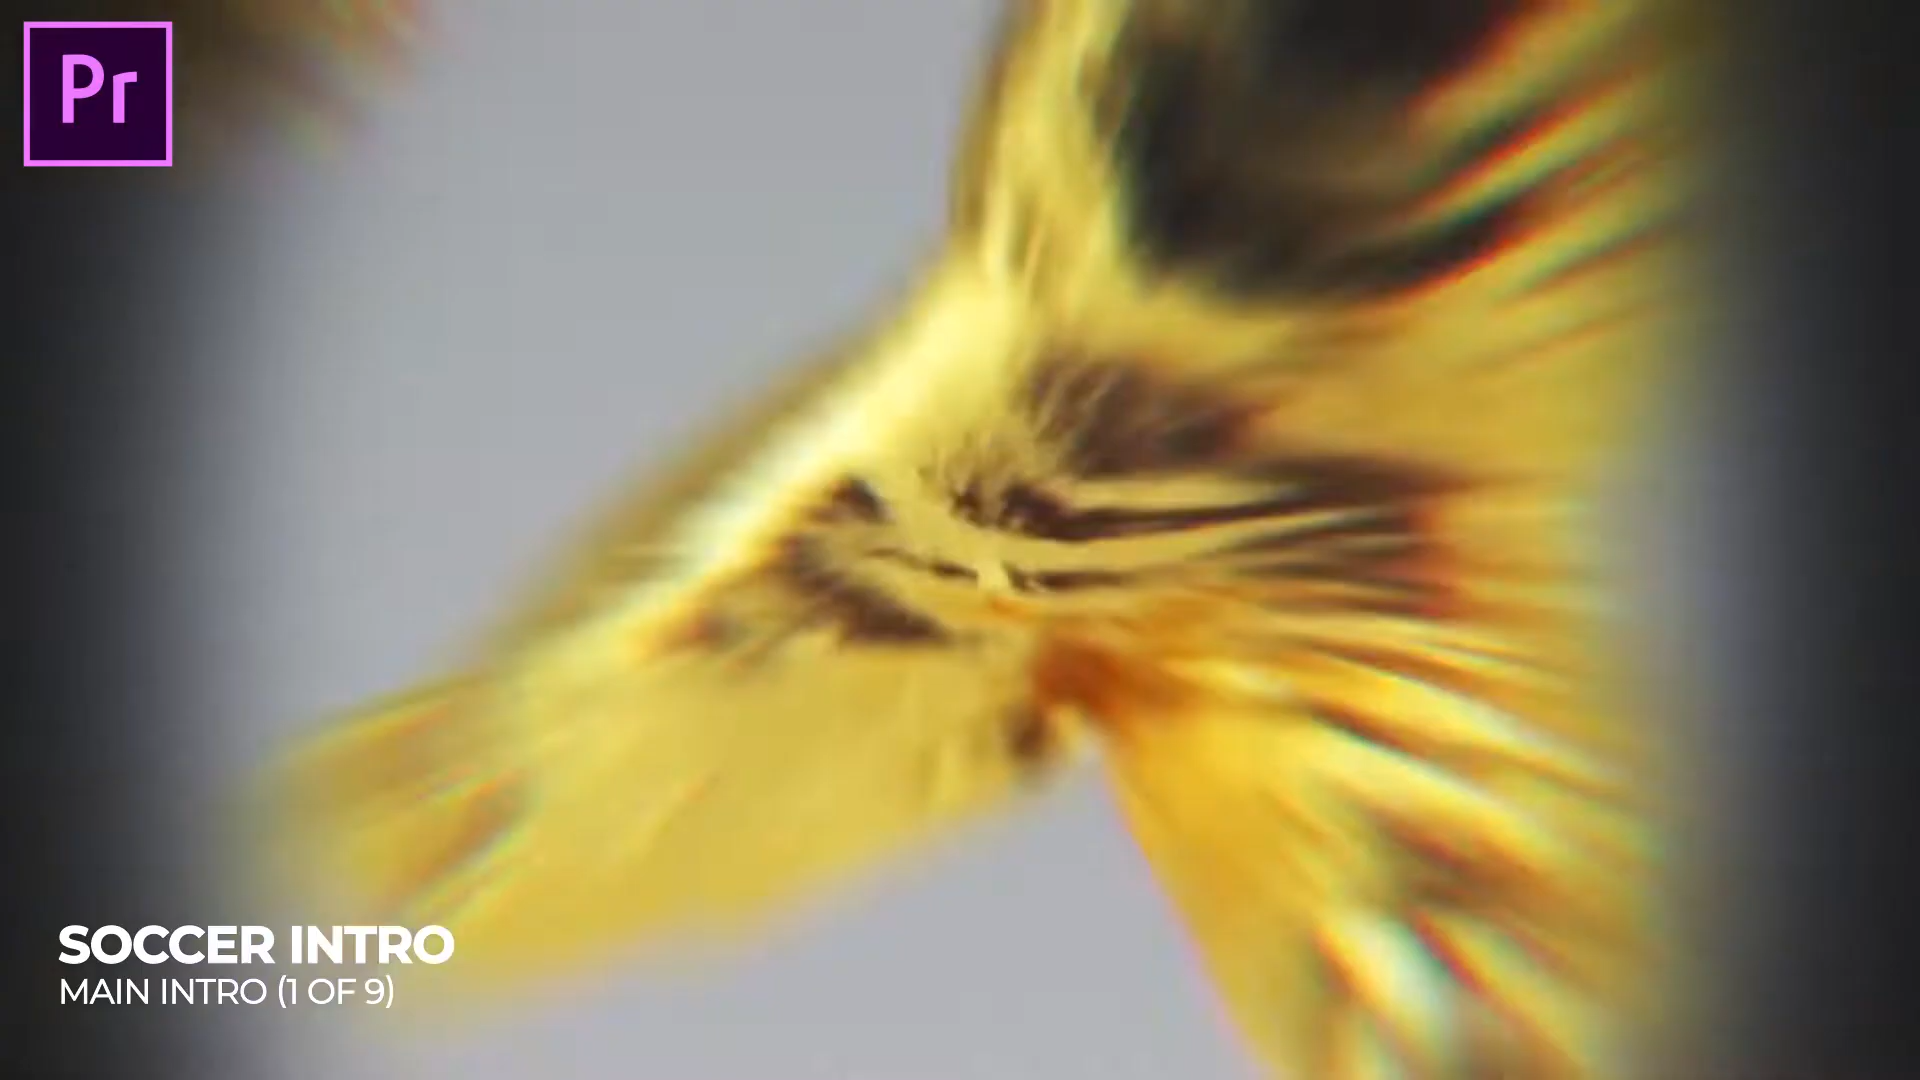 Pr
SOCCER INTRO
MAIN INTRO (1 OF 9)